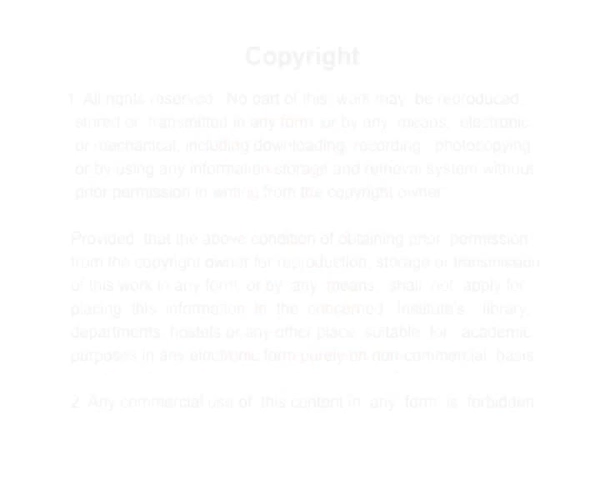 Copyright
1. All rights reserved. No part of this work may be reproduced,
stored or transmitted in any form or by any means, electronic
or mechanical, including downloading, recording, photocopying
or by using any information storage and retrieval system without
prior permission in writing from the copyright owner.
Provided that the above condition of obtaining prior permission
from the copyright owner for reproduction, storage or transmission
of this work in any form or by any means, shall not apply for
placing this information in the concerned Institute's library,
departments, hostels or any other place suitable for academic
purposes in any electronic form purely on non-commercial basis.
2. Any commercial use of this content in any form is forbidden.